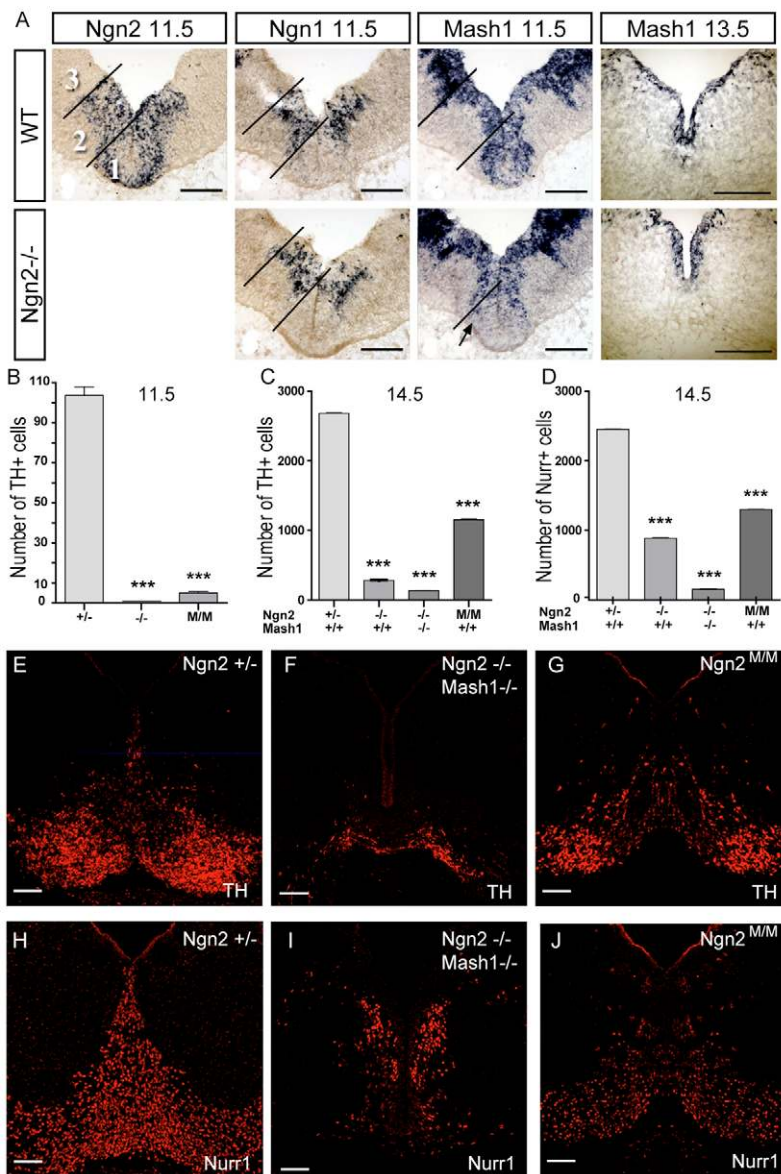 A
Ngn2 11.5
Ngn1 11.5
Mash1 11.5
Mash1 13.5
WT
3
2
1
Ngn2-/-
B
11.5
Number of TH+ cells
110
90
70
50
30
10
0
+/-
-/-
M/M
***
***
C
14.5
Number of TH+ cells
3000
2000
1000
0
***
***
***
Ngn2 +/- -/- -/- M/M
Mash1 +/+ +/+ -/- +/+
D
14.5
Number of Nurr+ cells
3000
2000
1000
0
***
***
***
Ngn2 +/- -/- -/- M/M
Mash1 +/+ +/+ -/- +/+
E
Ngn2 +/-
TH
F
Ngn2 -/-
Mash1-/-
TH
G
Ngn2 M/M
TH
H
Ngn2 +/-
Nurr1
I
Ngn2 -/-
Mash1-/-
Nurr1
J
Ngn2 M/M
Nurr1